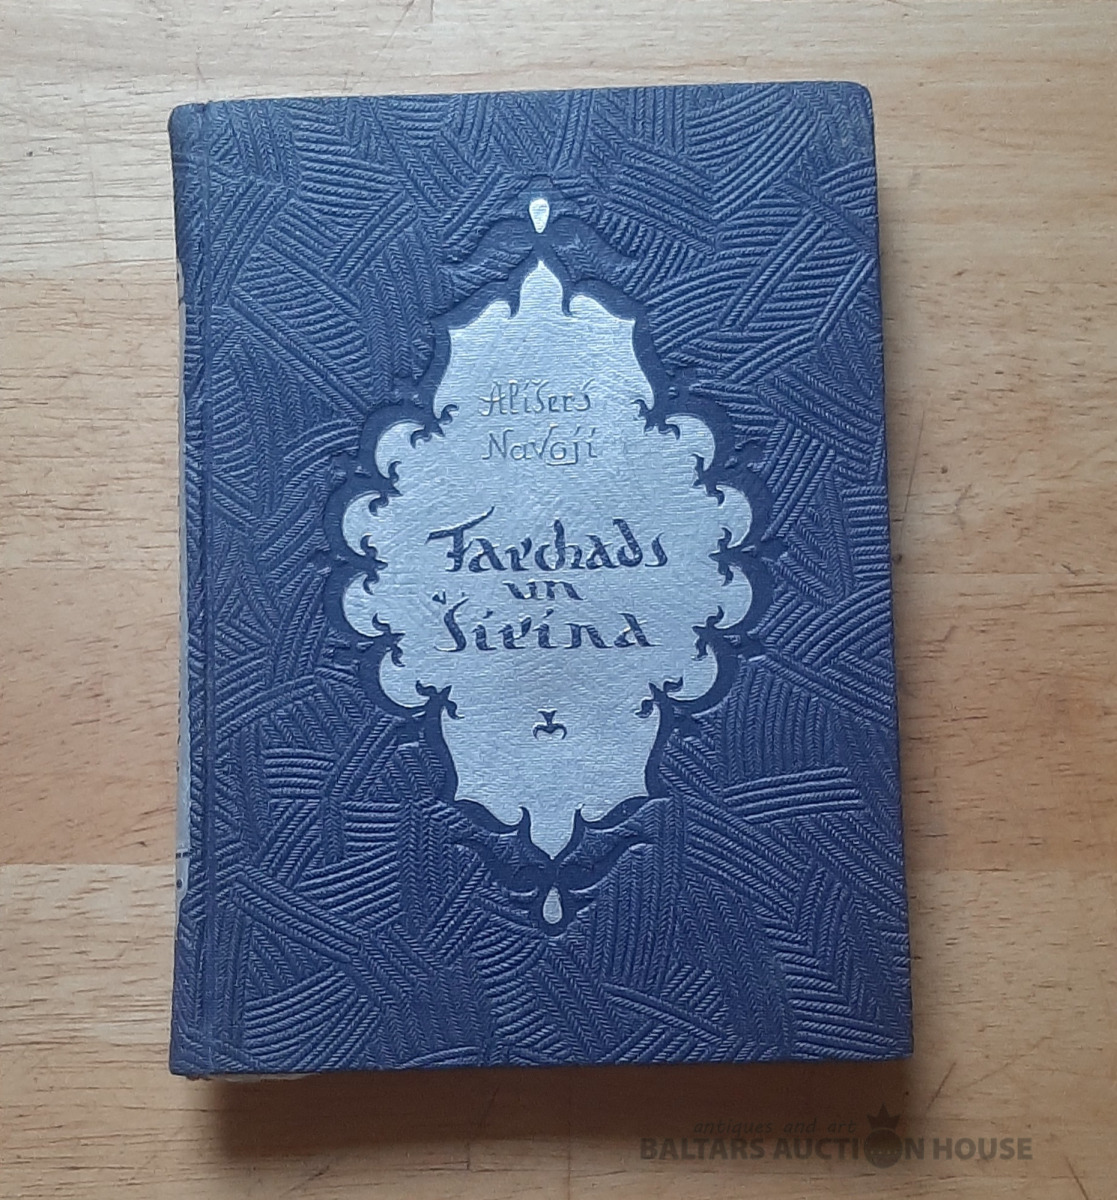 Ališers
Navoji
Farchads
un
Širina
antiques and art
BALTARS AUCTION HOUSE